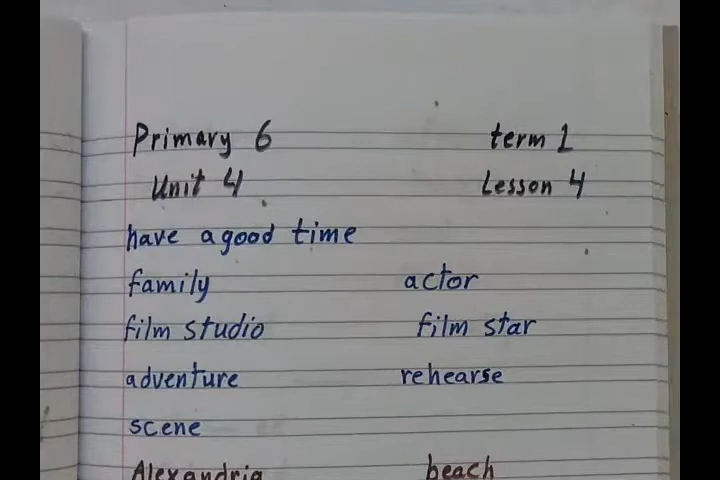 Primary 6 term 1
Unit 4 Lesson 4
have a good time
family actor
film studio film star
adventure rehearse
scene
Alexandria beach